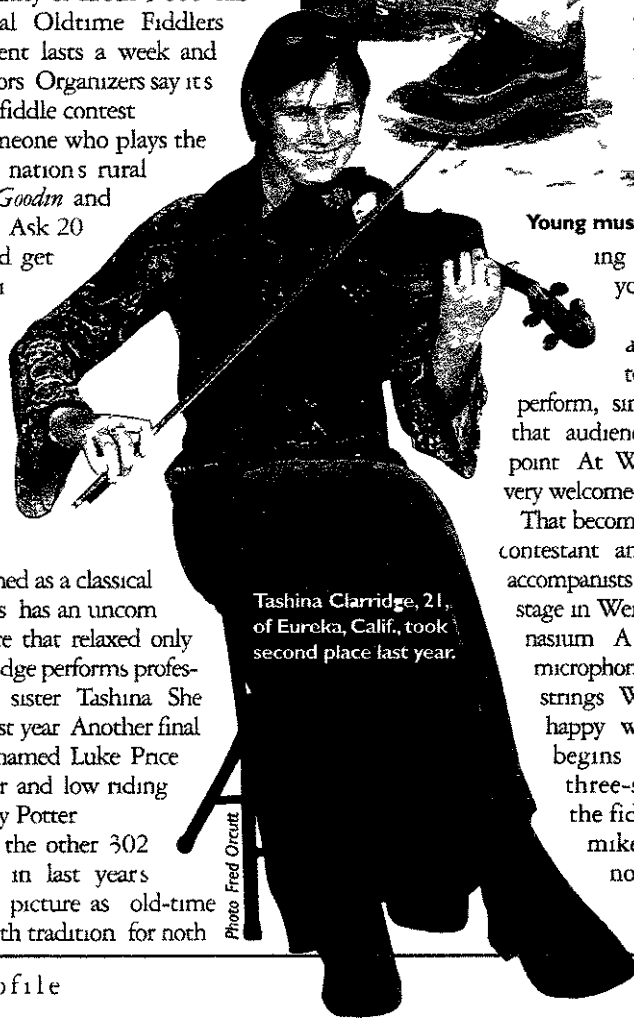 al Oldtime Fiddlers
ent lasts a week and
ors Organizers say it s
fiddle contest
meone who plays the
nation s rural
Goodin and
Ask 20
d get
ned as a classical
s has an uncom
re that relaxed only
dge performs profes-
sister Tashina She
st year Another final
named Luke Price
r and low riding
y Potter
the other 302
in last years
picture as old-time
th tradition for noth
Tashina Clarridge, 21,
of Eureka, Calif., took
second place last year.
Photo Fred Orcutt
Young mus
ing
yo
perform, sin
that audienc
point At W
very welcome
That becom
contestant an
accompanists
stage in Wen
nasium A
microphon
strings W
happy w
begins
three-s
the fid
mike
no
ofile